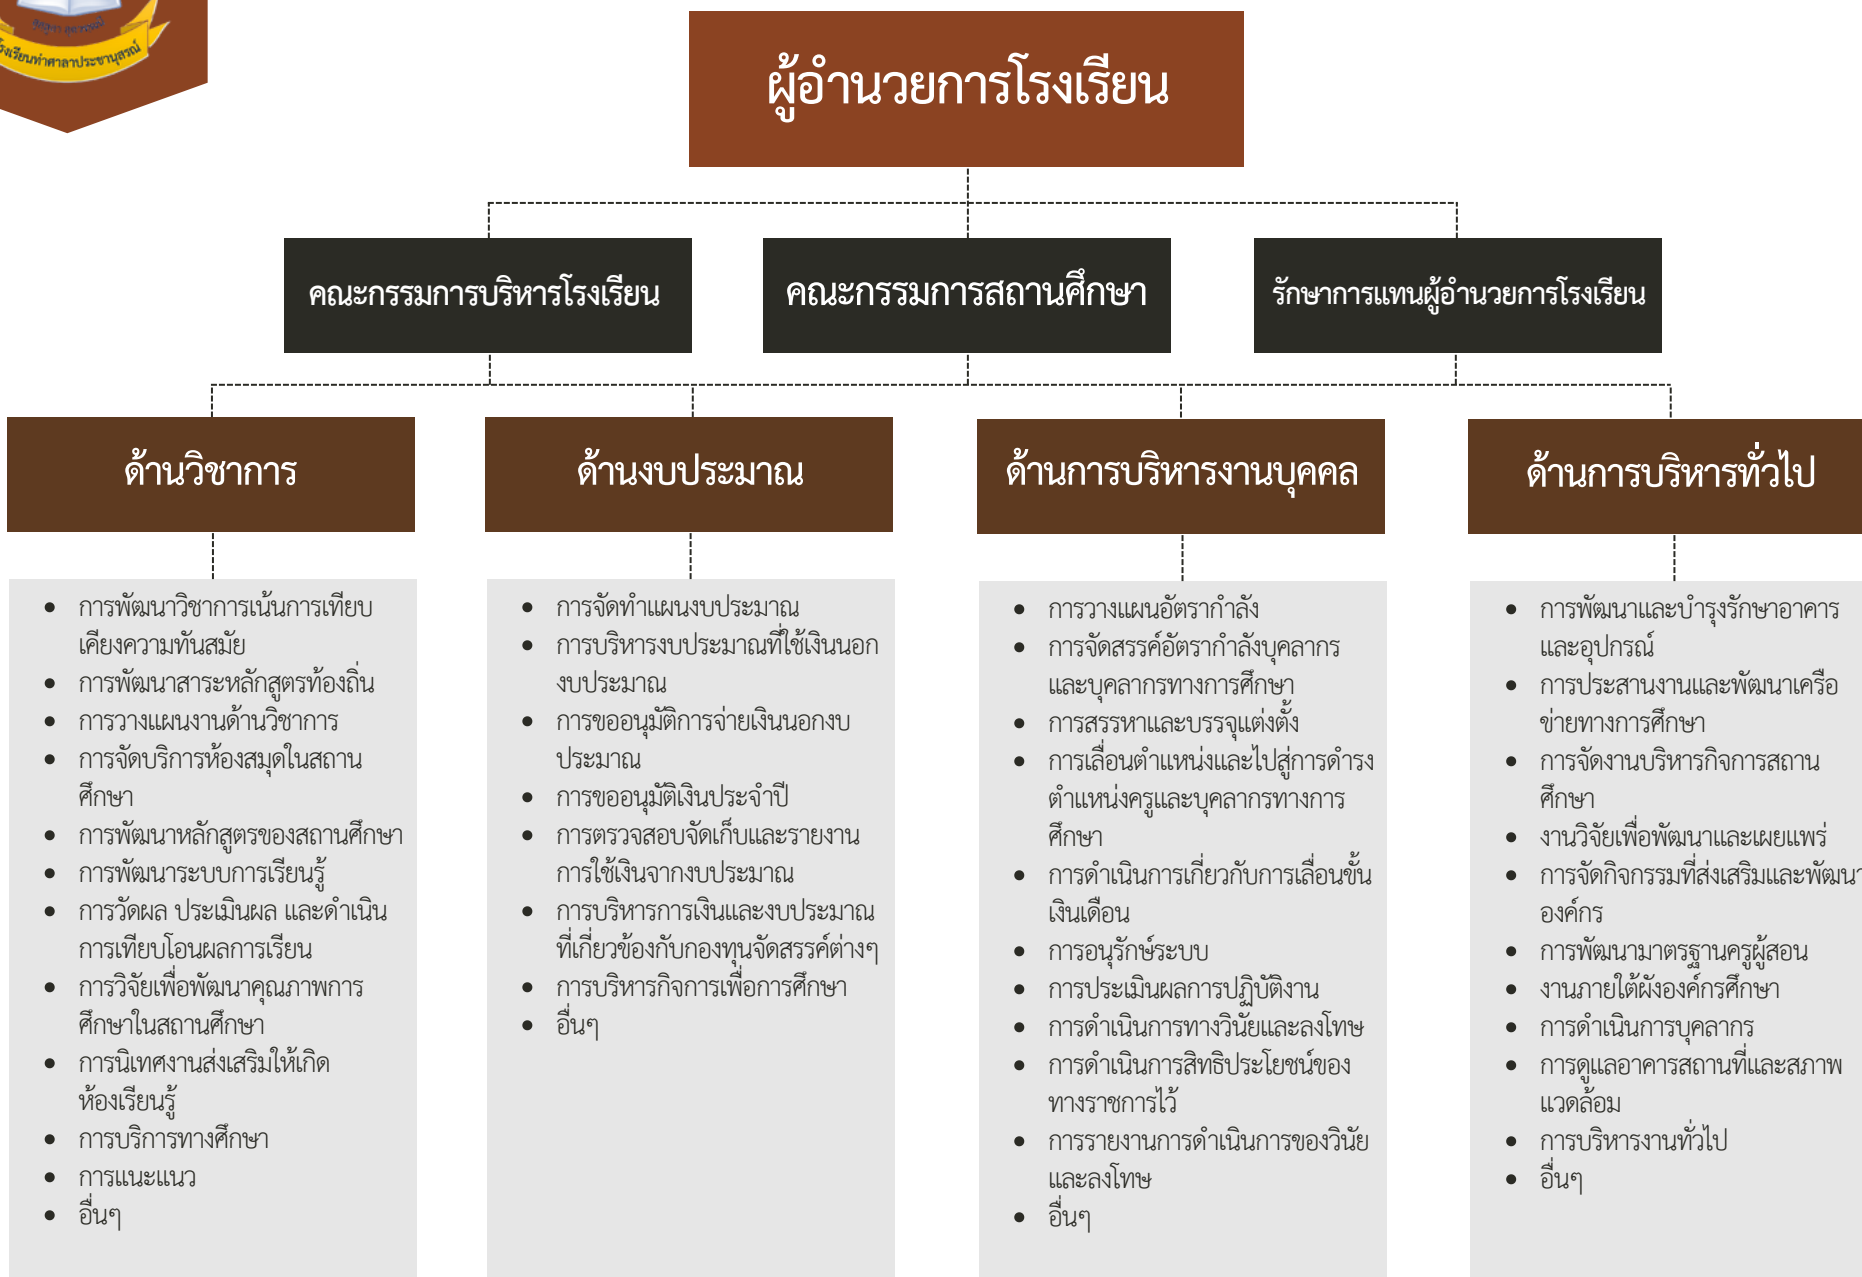 โรงเรียนท่าศาลาประชานุสรณ์
ผู้อำนวยการโรงเรียน
คณะกรรมการบริหารโรงเรียน
คณะกรรมการสถานศึกษา
รักษาการแทนผู้อำนวยการโรงเรียน
ด้านวิชาการ
ด้านงบประมาณ
ด้านการบริหารงานบุคคล
ด้านการบริหารทั่วไป
การพัฒนาวิชาการเน้นการเทียบ
เคียงความทันสมัย
การพัฒนาสาระหลักสูตรท้องถิ่น
การวางแผนงานด้านวิชาการ
การจัดบริการห้องสมุดในสถาน
ศึกษา
การพัฒนาหลักสูตรของสถานศึกษา
การพัฒนาระบบการเรียนรู้
การวัดผล ประเมินผล และดำเนิน
การเทียบโอนผลการเรียน
การวิจัยเพื่อพัฒนาคุณภาพการ
ศึกษาในสถานศึกษา
การนิเทศงานส่งเสริมให้เกิด
ห้องเรียนรู้
การบริการทางศึกษา
การแนะแนว
อื่นๆ
การจัดทำแผนงบประมาณ
การบริหารงบประมาณที่ใช้เงินนอก
งบประมาณ
การขออนุมัติการจ่ายเงินนอกงบ
ประมาณ
การขออนุมัติเงินประจำปี
การตรวจสอบจัดเก็บและรายงาน
การใช้เงินจากงบประมาณ
การบริหารการเงินและงบประมาณ
ที่เกี่ยวข้องกับกองทุนจัดสรรค์ต่างๆ
การบริหารกิจการเพื่อการศึกษา
อื่นๆ
การวางแผนอัตรากำลัง
การจัดสรรค์อัตรากำลังบุคลากร
และบุคลากรทางการศึกษา
การสรรหาและบรรจุแต่งตั้ง
การเลื่อนตำแหน่งและไปสู่การดำรง
ตำแหน่งครูและบุคลากรทางการ
ศึกษา
การดำเนินการเกี่ยวกับการเลื่อนขั้น
เงินเดือน
การอนุรักษ์ระบบ
การประเมินผลการปฏิบัติงาน
การดำเนินการทางวินัยและลงโทษ
การดำเนินการสิทธิประโยชน์ของ
ทางราชการไว้
การรายงานการดำเนินการของวินัย
และลงโทษ
อื่นๆ
การพัฒนาและบำรุงรักษาอาคาร
และอุปกรณ์
การประสานงานและพัฒนาเครือ
ข่ายทางการศึกษา
การจัดงานบริหารกิจการสถาน
ศึกษา
งานวิจัยเพื่อพัฒนาและเผยแพร่
การจัดกิจกรรมที่ส่งเสริมและพัฒนา
องค์กร
การพัฒนามาตรฐานครูผู้สอน
งานภายใต้ผังองค์กรศึกษา
การดำเนินการบุคลากร
การดูแลอาคารสถานที่และสภาพ
แวดล้อม
การบริหารงานทั่วไป
อื่นๆ